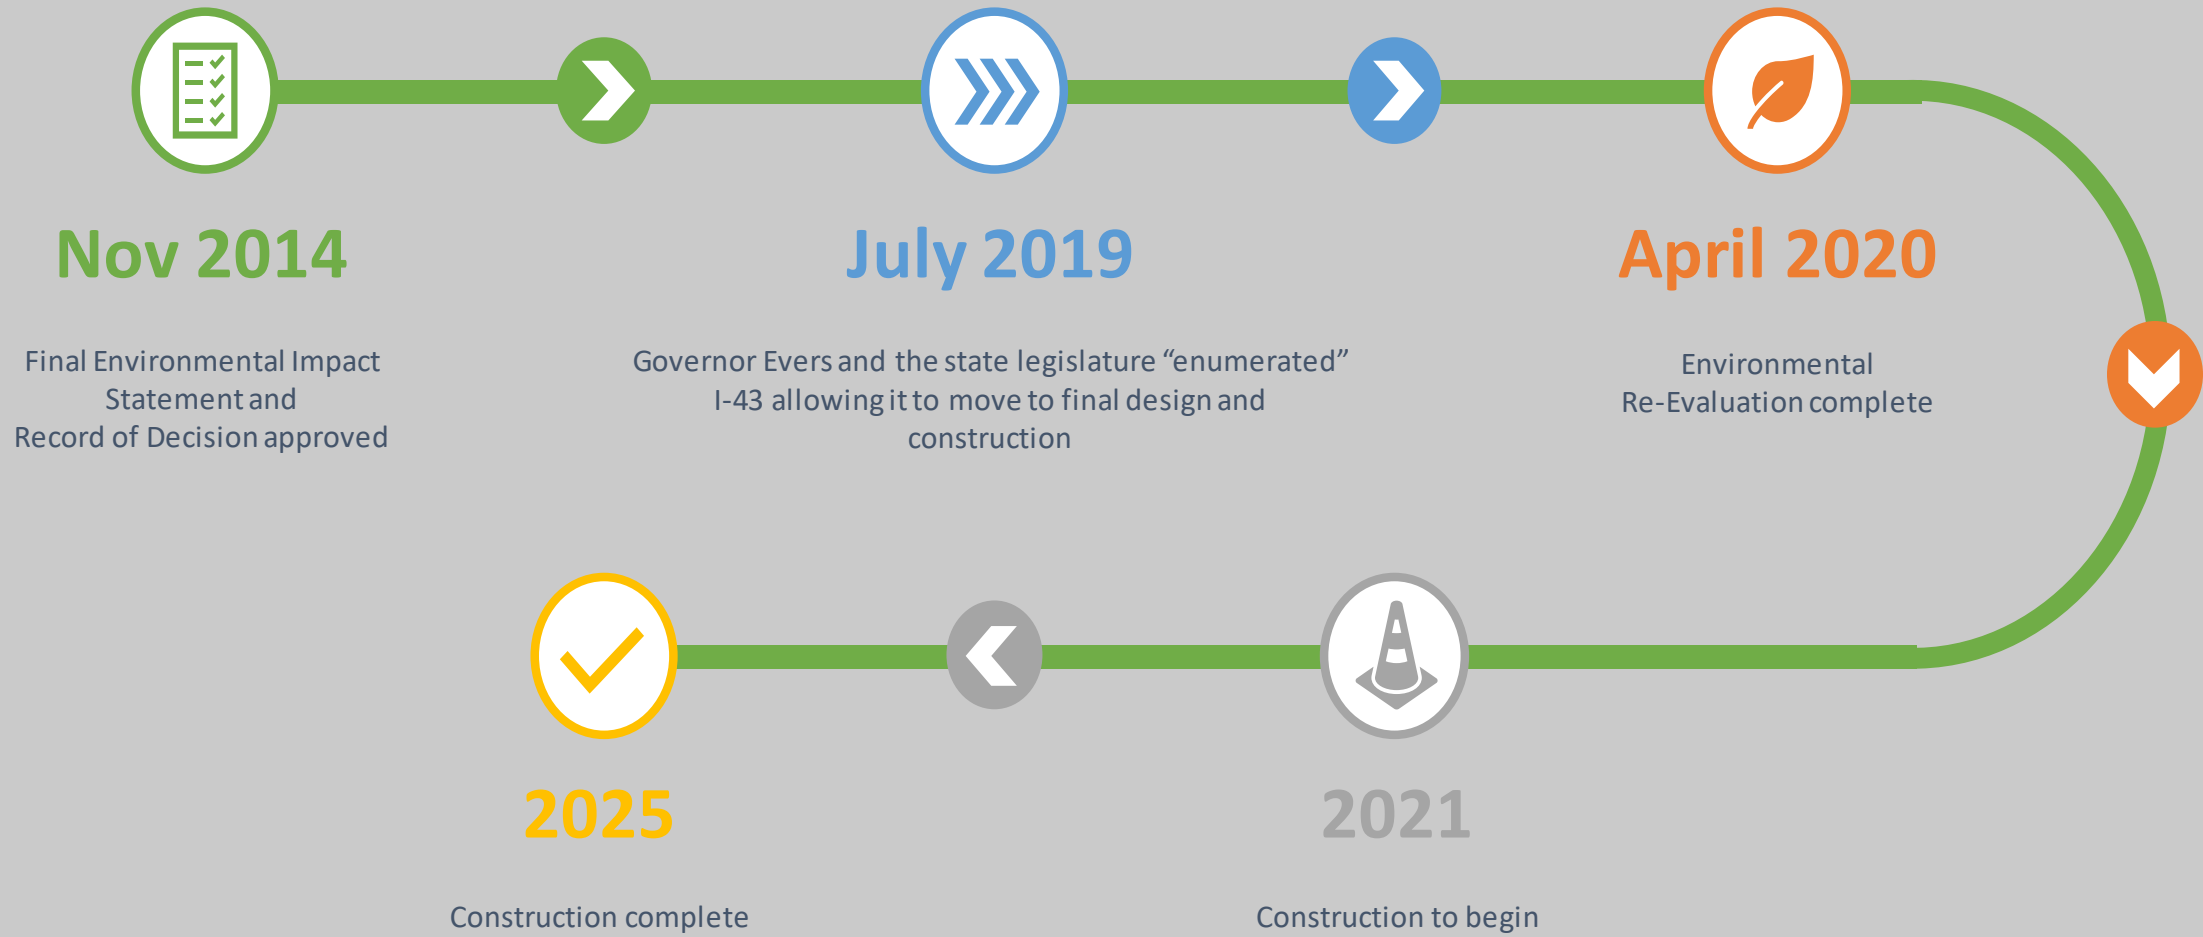 Nov 2014
Final Environmental Impact
Statement and
Record of Decision approved
July 2019
Governor Evers and the state legislature “enumerated”
I-43 allowing it to move to final design and
construction
April 2020
Environmental
Re-Evaluation complete
2021
Construction to begin
2025
Construction complete